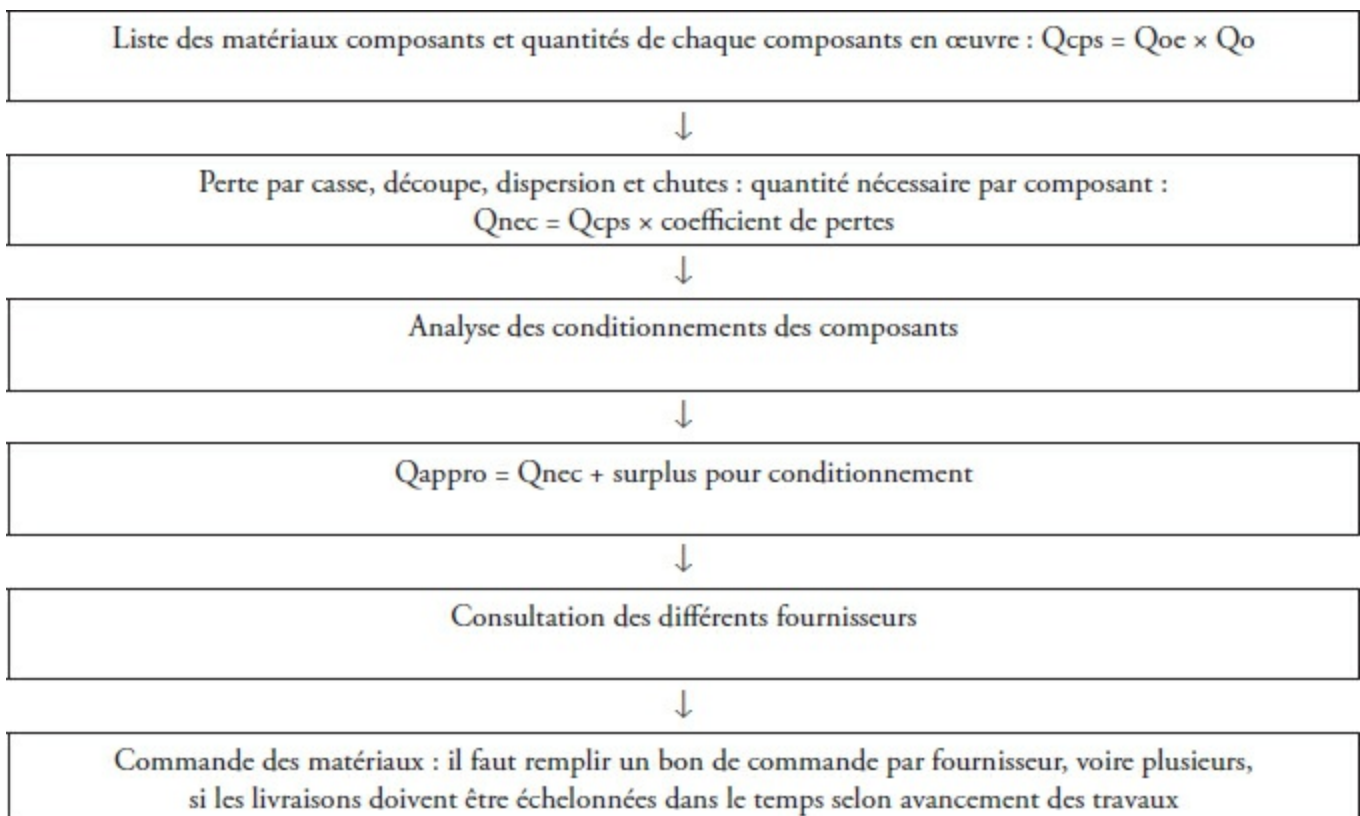 Liste des matériaux composants et quantités de chaque composants en œuvre : Qcps = Qoe × Qo
↓
Perte par casse, découpe, dispersion et chutes : quantité nécessaire par composant :
Qnec = Qcps × coefficient de pertes
↓
Analyse des conditionnements des composants
↓
Qappro = Qnec + surplus pour conditionnement
↓
Consultation des différents fournisseurs
↓
Commande des matériaux : il faut remplir un bon de commande par fournisseur, voire plusieurs,
si les livraisons doivent être échelonnées dans le temps selon avancement des travaux